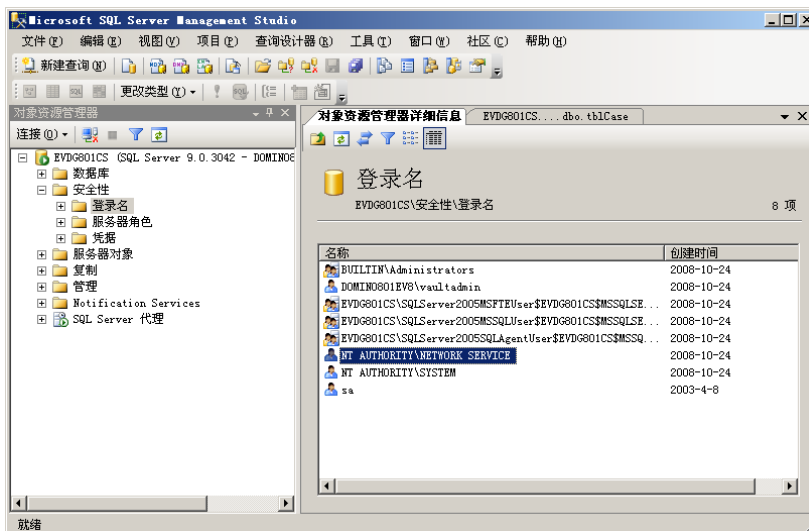 Microsoft SQL Server Management Studio
文件(F) 编辑(E) 视图(V) 项目(P) 查询设计器(R) 工具(T) 窗口(W) 社区(C) 帮助(H)
新建查询(N)
更改类型(Y)
对象资源管理器
连接(O)
EVDG801CS (SQL Server 9.0.3042 - DOMINO8
数据库
安全性
登录名
服务器角色
凭据
服务器对象
复制
管理
Notification Services
SQL Server 代理
对象资源管理器详细信息 EVDG801CS....dbo.tblCase
登录名
EVDG801CS\安全性\登录名 8 项
名称 创建时间
BUILTIN\Administrators 2008-10-24
DOMINO801EV8\vaultadmin 2008-10-24
EVDG801CS\SQLServer2005MSFTEUser$EVDG801CS$MSSQLSE... 2008-10-24
EVDG801CS\SQLServer2005MSSQLUser$EVDG801CS$MSSQLSE... 2008-10-24
EVDG801CS\SQLServer2005SQLAgentUser$EVDG801CS$MSSQ... 2008-10-24
NT AUTHORITY\NETWORK SERVICE 2008-10-24
NT AUTHORITY\SYSTEM 2008-10-24
sa 2003-4-8
就绪